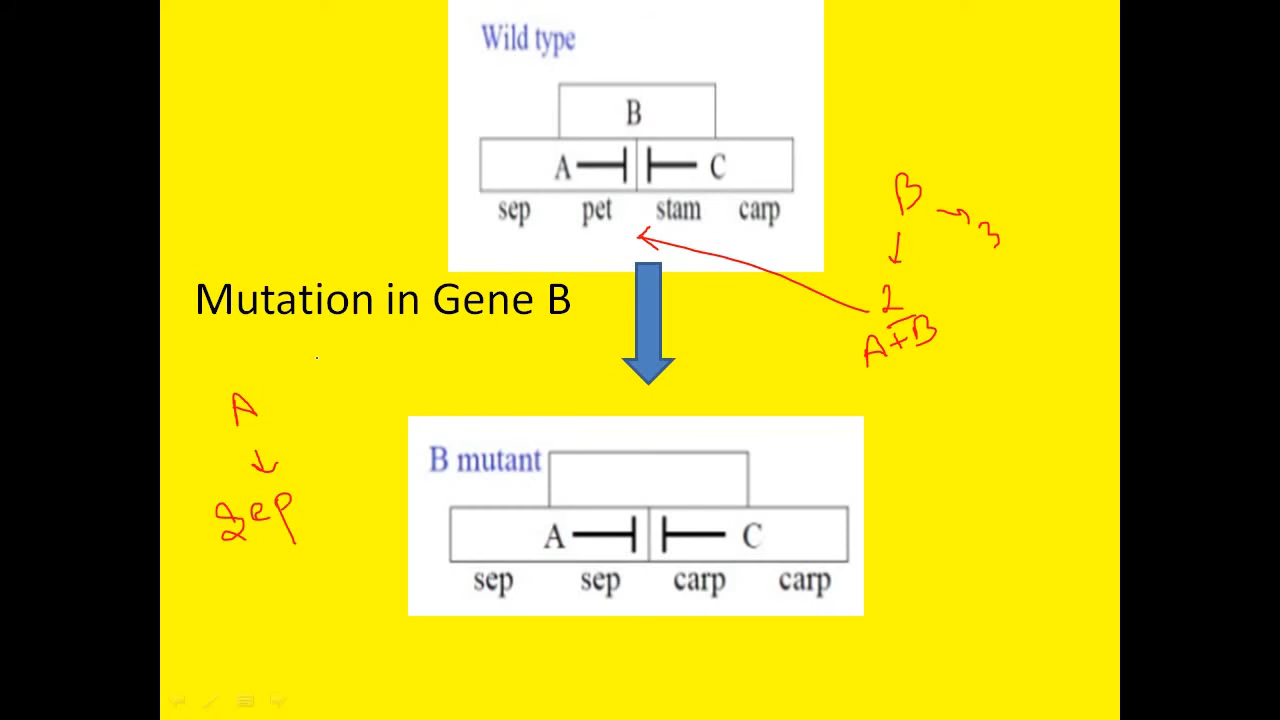 Wild type
B
A C
sep pet stam carp
B → 3
↓
2
A+B
Mutation in Gene B
A
↓
sep
B mutant
A C
sep sep carp carp